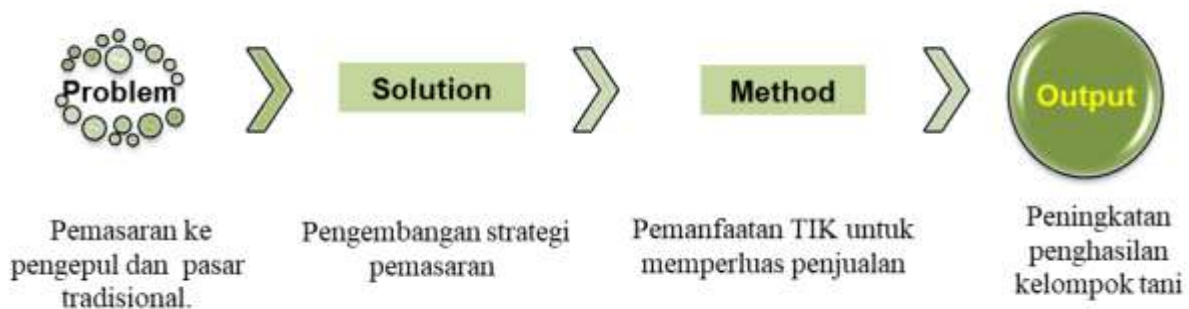 Problem
Solution
Method
Output
Pemasaran ke
pengepul dan pasar
tradisional.
Pengembangan strategi
pemasaran
Pemanfaatan TIK untuk
memperluas penjualan
Peningkatan
penghasilan
kelompok tani